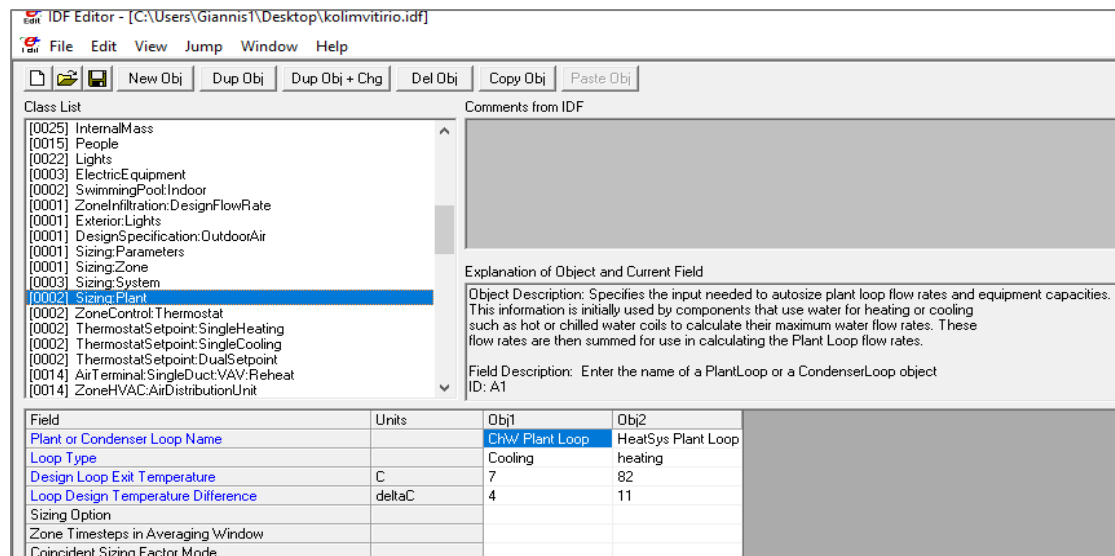 IDF Editor - [C:\Users\Giannis1\Desktop\kolimvitirio.idf]
File Edit View Jump Window Help
New Obj Dup Obj Dup Obj + Chg Del Obj Copy Obj Paste Obj
Class List
[0025] InternalMass
[0015] People
[0022] Lights
[0003] ElectricEquipment
[0002] SwimmingPool:Indoor
[0001] ZoneInfiltration:DesignFlowRate
[0001] Exterior:Lights
[0001] DesignSpecification:OutdoorAir
[0001] Sizing:Parameters
[0001] Sizing:Zone
[0003] Sizing:System
[0002] Sizing:Plant
[0002] ZoneControl:Thermostat
[0002] ThermostatSetpoint:SingleHeating
[0002] ThermostatSetpoint:SingleCooling
[0002] ThermostatSetpoint:DualSetpoint
[0014] AirTerminal:SingleDuct:VAV:Reheat
[0014] ZoneHVAC:AirDistributionUnit
Comments from IDF
Explanation of Object and Current Field
Object Description: Specifies the input needed to autosize plant loop flow rates and equipment capacities.
This information is initially used by components that use water for heating or cooling
such as hot or chilled water coils to calculate their maximum water flow rates. These
flow rates are then summed for use in calculating the Plant Loop flow rates.
Field Description: Enter the name of a PlantLoop or a CondenserLoop object
ID: A1
Field Units Obj1 Obj2
Plant or Condenser Loop Name ChW Plant Loop HeatSys Plant Loop
Loop Type Cooling heating
Design Loop Exit Temperature C 7 82
Loop Design Temperature Difference deltaC 4 11
Sizing Option
Zone Timesteps in Averaging Window
Coincident Sizing Factor Mode